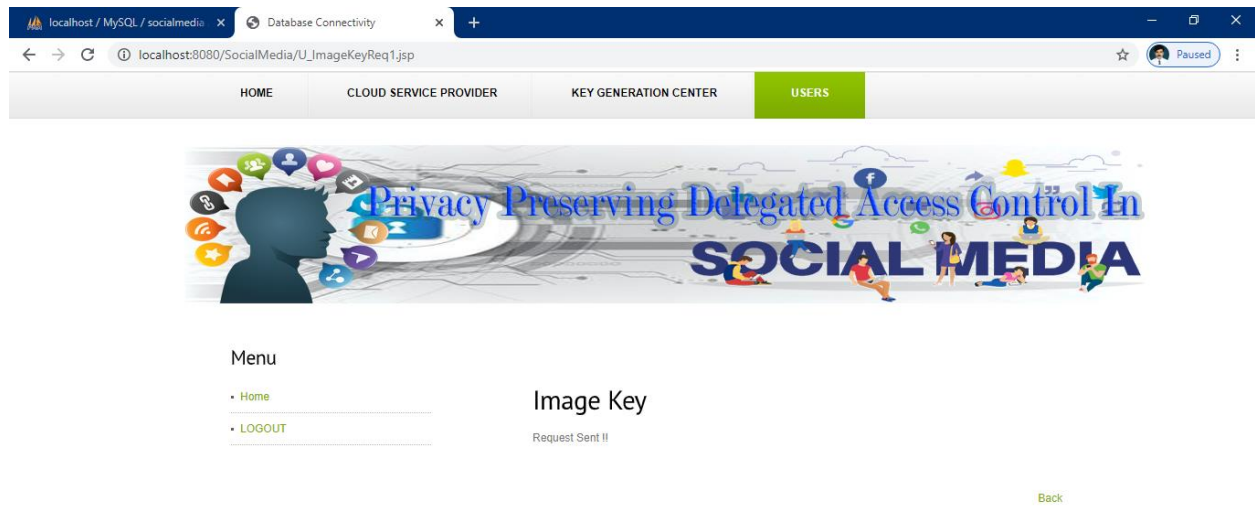 localhost / MySQL / socialmedia
Database Connectivity
localhost:8080/SocialMedia/U_ImageKeyReq1.jsp
Paused
HOME
CLOUD SERVICE PROVIDER
KEY GENERATION CENTER
USERS
Privacy Preserving Delegated Access Control In
SOCIAL MEDIA
Menu
Home
LOGOUT
Image Key
Request Sent !!
Back